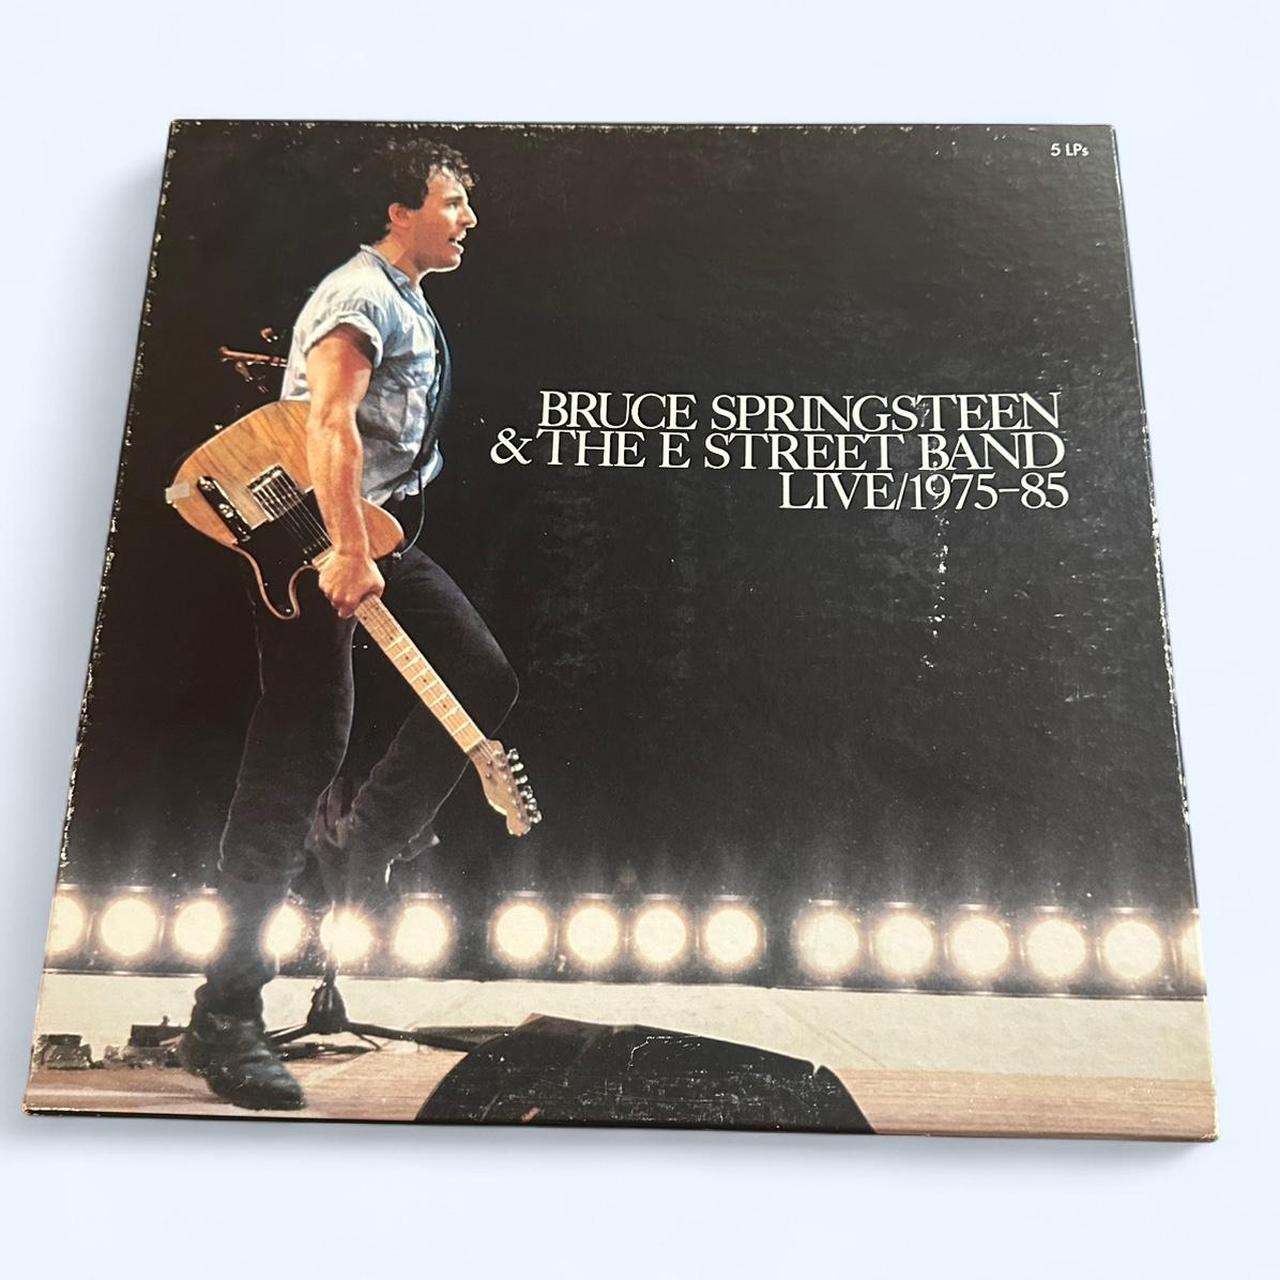 5 LPs
BRUCE SPRINGSTEEN
& THE E STREET BAND
LIVE/1975–85